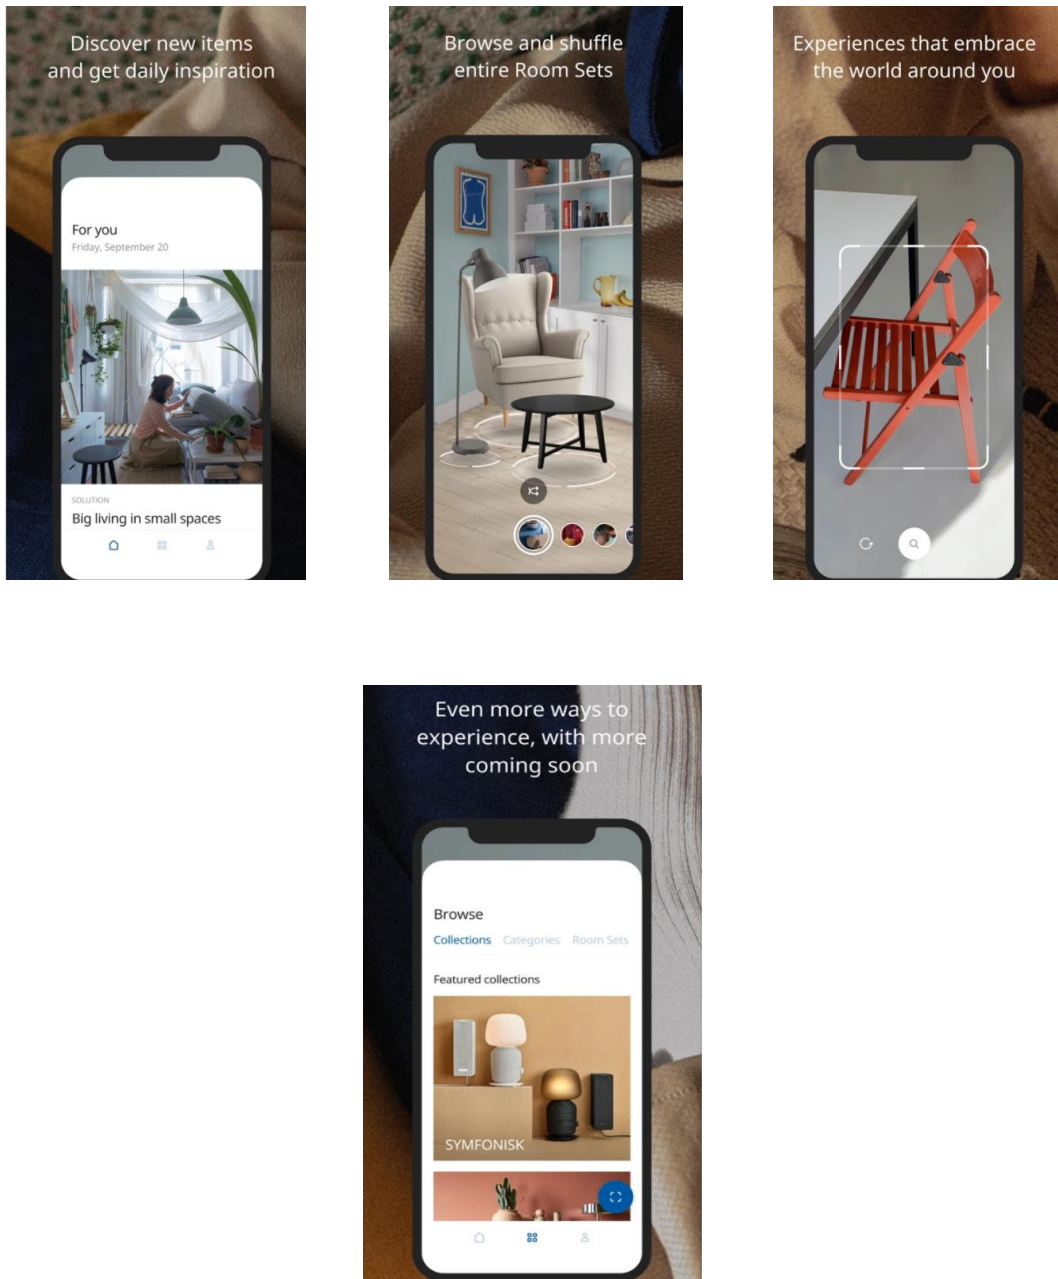 Discover new items
and get daily inspiration
For you
Friday, September 20
SOLUTION
Big living in small spaces
Browse and shuffle
entire Room Sets
Experiences that embrace
the world around you
Even more ways to
experience, with more
coming soon
Browse
Collections Categories Room Sets
Featured collections
SYMFONISK